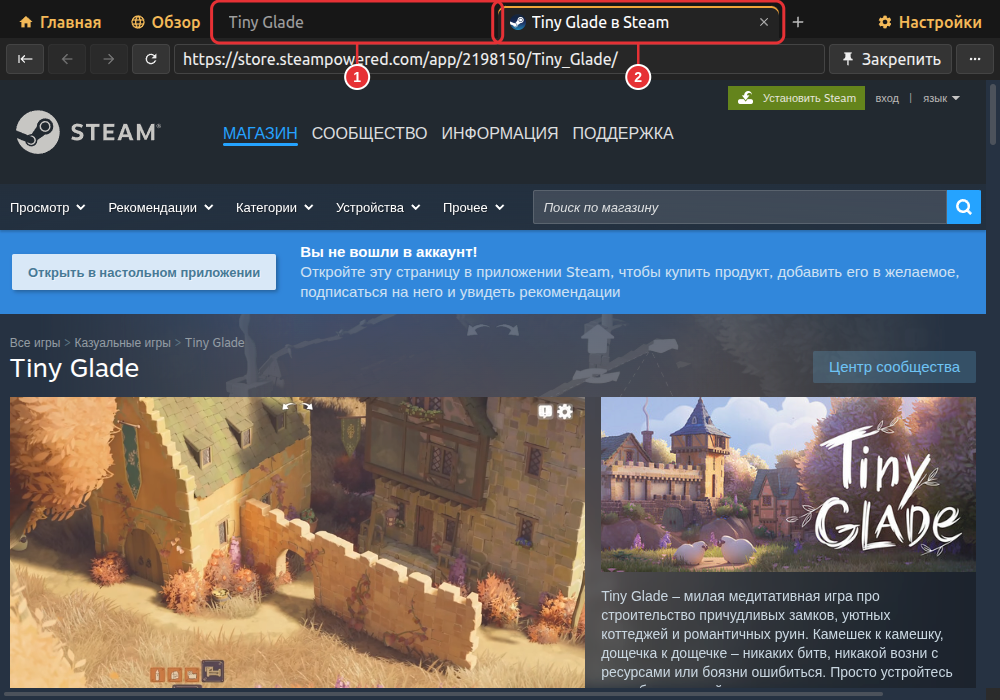 Главная
Обзор
Tiny Glade
Tiny Glade в Steam
Настройки
https://store.steampowered.com/app/2198150/Tiny_Glade/
Закрепить
1
2
Установить Steam
вход | язык
STEAM®
МАГАЗИН СООБЩЕСТВО ИНФОРМАЦИЯ ПОДДЕРЖКА
Просмотр Рекомендации Категории Устройства Прочее
Поиск по магазину
Открыть в настольном приложении
Вы не вошли в аккаунт!
Откройте эту страницу в приложении Steam, чтобы купить продукт, добавить его в желаемое,
подписаться на него и увидеть рекомендации
Все игры > Казуальные игры > Tiny Glade
Tiny Glade
Центр сообщества
Tiny
GLADE
Tiny Glade – милая медитативная игра про
строительство причудливых замков, уютных
коттеджей и романтичных руин. Камешек к камешку,
дощечка к дощечке – никаких битв, никакой возни с
ресурсами или боязни ошибиться. Просто устройтесь